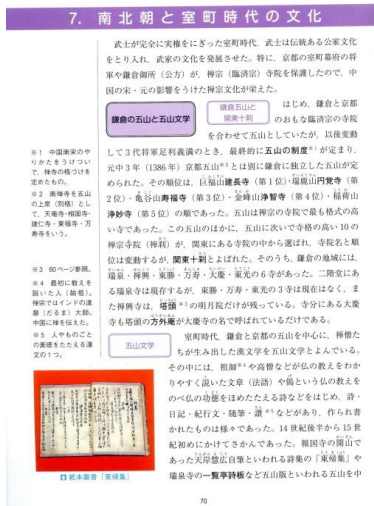 7. 南北朝と室町時代の文化
武士が完全に実権をにぎった室町時代、武士は伝統ある公家文化
をとり入れ、武家の文化を発展させた。特に、京都の室町幕府の将
軍や鎌倉御所(公方)が、禅宗(臨済宗)寺院を保護したので、中
国の宋・元の影響をうけた禅宗文化が栄えた。
鎌倉の五山と五山文学
鎌倉五山と
関東十刹
はじめ、鎌倉と京都
のおもな臨済宗の寺院
を合わせて五山としていたが、以後変動
して3代将軍足利義満のとき、最終的に五山の制度※1が定まり、
元中3年(1386年)京都五山※2とは別に鎌倉に独立した五山が定
められた。その順位は、巨福山建長寺(第1位)・瑞鹿山円覚寺(第
2位)・亀谷山寿福寺(第3位)・金峰山浄智寺(第4位)・稲荷山
浄妙寺(第5位)の順であった。五山は禅宗の寺院で最も格式の高
い寺であった。この五山のほかに、五山に次いで寺格の高い10の
禅宗寺院(禅刹)が、関東にある寺院の中から選ばれ、寺院名と順
位は変動するが、関東十刹とよばれた。そのうち、鎌倉の地域には、
瑞泉・禅興・東勝・万寿・大慶・東光の6寺があった。二階堂にあ
る瑞泉寺は現存するが、東勝・万寿・東光の3寺は現在はなく、ま
た禅興寺は、塔頭※3の明月院だけが残っている。寺分にある大慶
寺も塔頭の方外庵が大慶寺の名で呼ばれているだけである。
五山文学
室町時代、鎌倉と京都の五山を中心に、禅僧た
ちが生み出した漢文学を五山文学とよんでいる。
その中には、祖師※4や高僧などが仏の教えをわか
りやすく説いた文章(法語)や偈という仏の教えを
のべ仏の功徳をほめたたえる詩などをはじめ、詩・
日記・紀行文・随筆・讃※5などがあり、作られ書か
れたものは様々であった。14世紀後半から15世
紀初めにかけてさかんであった。報国寺の開山で
あった天岸慧広自筆といわれる詩集の「東帰集」や
瑞泉寺の一覧亭詩板など五山版といわれる五山を中
※1 中国南宋のや
りかたをうけつい
で、禅寺の格づけを
定めたもの。
※2 南禅寺を五山
の上席(別格)とし
て、天竜寺・相国寺・
建仁寺・東福寺・万
寿寺をいう。
※3 60ページ参照。
※4 最初に教えを
説いた人(始祖)。
禅宗ではインドの達
磨(だるま)大師。
中国に禅を伝えた。
※5 人やものごと
の美徳をたたえる漢
文の1つ。
紙本墨書「東帰集」
70